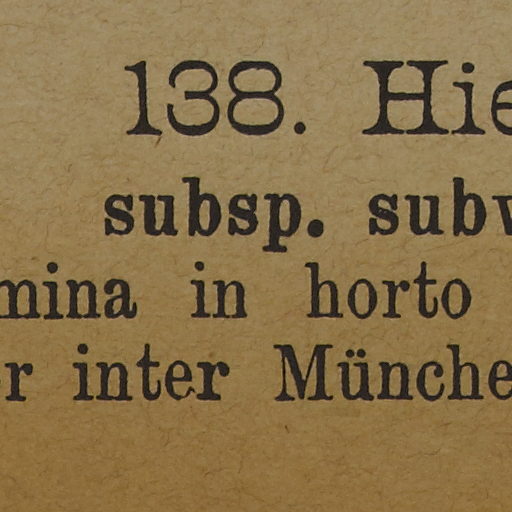 138. Hie
subsp. subv
mina in horto
r inter Münche